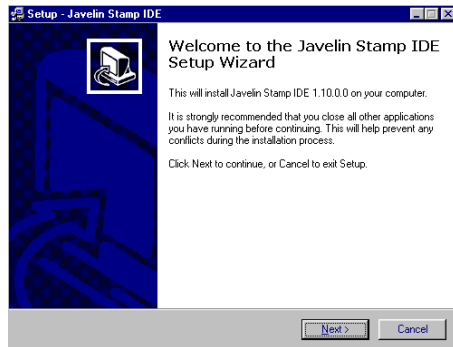 Setup - Javelin Stamp IDE
Welcome to the Javelin Stamp IDE
Setup Wizard
This will install Javelin Stamp IDE 1.10.0.0 on your computer.
It is strongly recommended that you close all other applications
you have running before continuing. This will help prevent any
conflicts during the installation process.
Click Next to continue, or Cancel to exit Setup.
Next >
Cancel